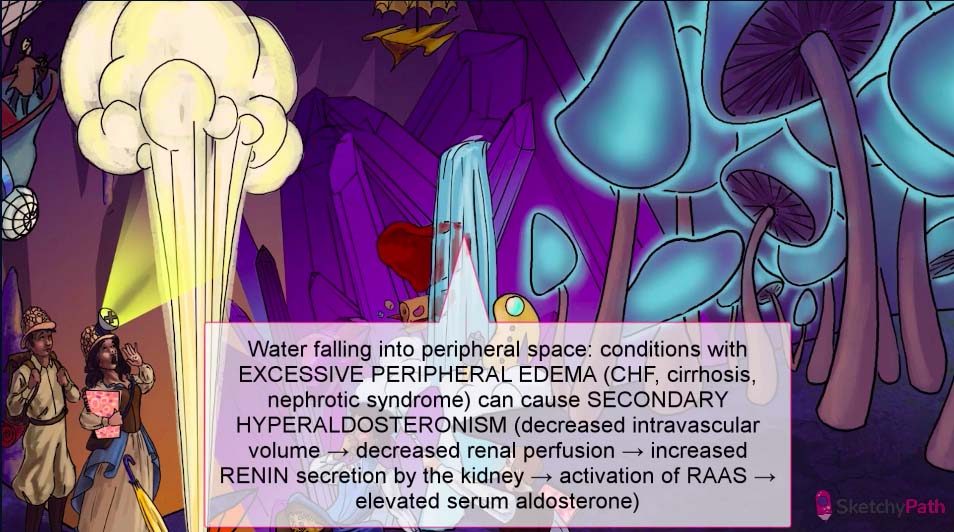 Water falling into peripheral space: conditions with
EXCESSIVE PERIPHERAL EDEMA (CHF, cirrhosis,
nephrotic syndrome) can cause SECONDARY
HYPERALDOSTERONISM (decreased intravascular
volume → decreased renal perfusion → increased
RENIN secretion by the kidney → activation of RAAS →
elevated serum aldosterone)
SketchyPath